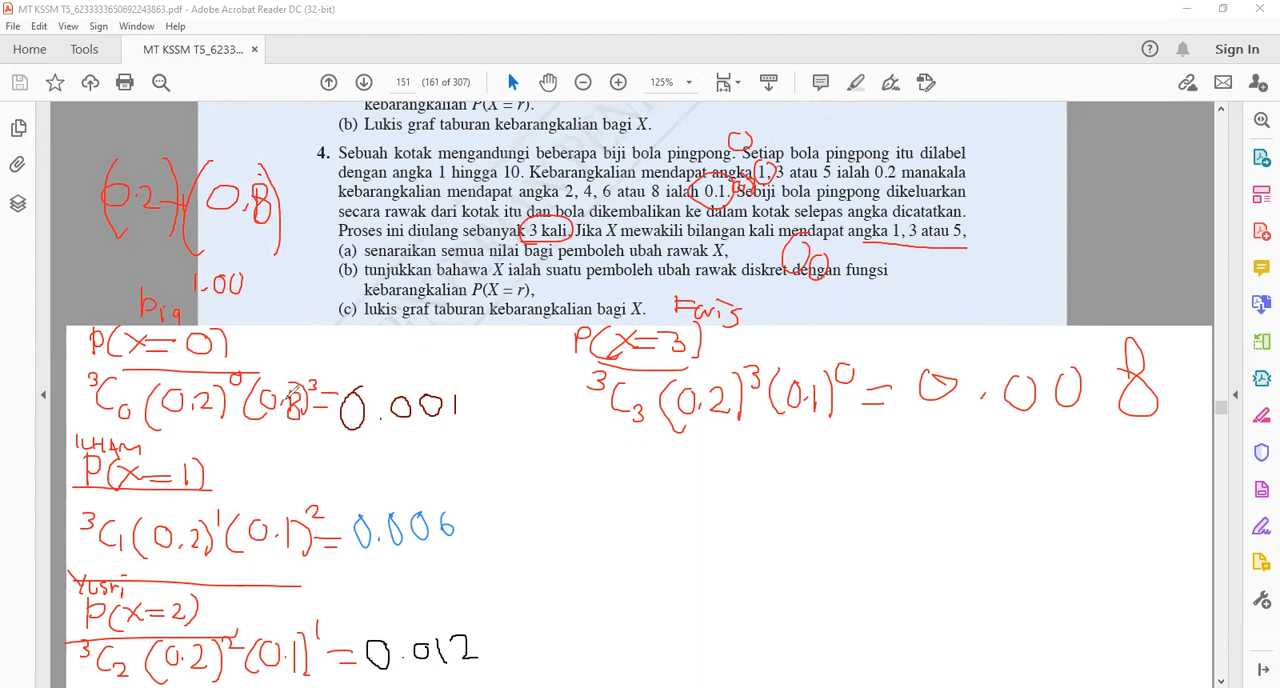 MT KSSM T5_6233333650692243863.pdf - Adobe Acrobat Reader DC (32-bit)
File Edit View Sign Window Help
Home Tools MT KSSM T5_6233... × Sign In
151 (161 of 307) 125%
kebarangkalian P(X = r).
(b) Lukis graf taburan kebarangkalian bagi X.
4. Sebuah kotak mengandungi beberapa biji bola pingpong. Setiap bola pingpong itu dilabel
dengan angka 1 hingga 10. Kebarangkalian mendapat angka 1, 3 atau 5 ialah 0.2 manakala
kebarangkalian mendapat angka 2, 4, 6 atau 8 ialah 0.1. Sebiji bola pingpong dikeluarkan
secara rawak dari kotak itu dan bola dikembalikan ke dalam kotak selepas angka dicatatkan.
Proses ini diulang sebanyak 3 kali. Jika X mewakili bilangan kali mendapat angka 1, 3 atau 5,
(a) senaraikan semua nilai bagi pemboleh ubah rawak X,
(b) tunjukkan bahawa X ialah suatu pemboleh ubah rawak diskret dengan fungsi
kebarangkalian P(X = r),
(c) lukis graf taburan kebarangkalian bagi X.
(0.2)+(0.8)
1.00
P(x=0)
³C₀(0.2)⁰(0.8)³=0.001
ILHAM
P(x=1)
³C₁(0.2)¹(0.1)²=0.006
Yusri
P(x=2)
³C₂(0.2)²(0.1)¹=0.012
Faris
P(x=3)
³C₃(0.2)³(0.1)⁰=0.008